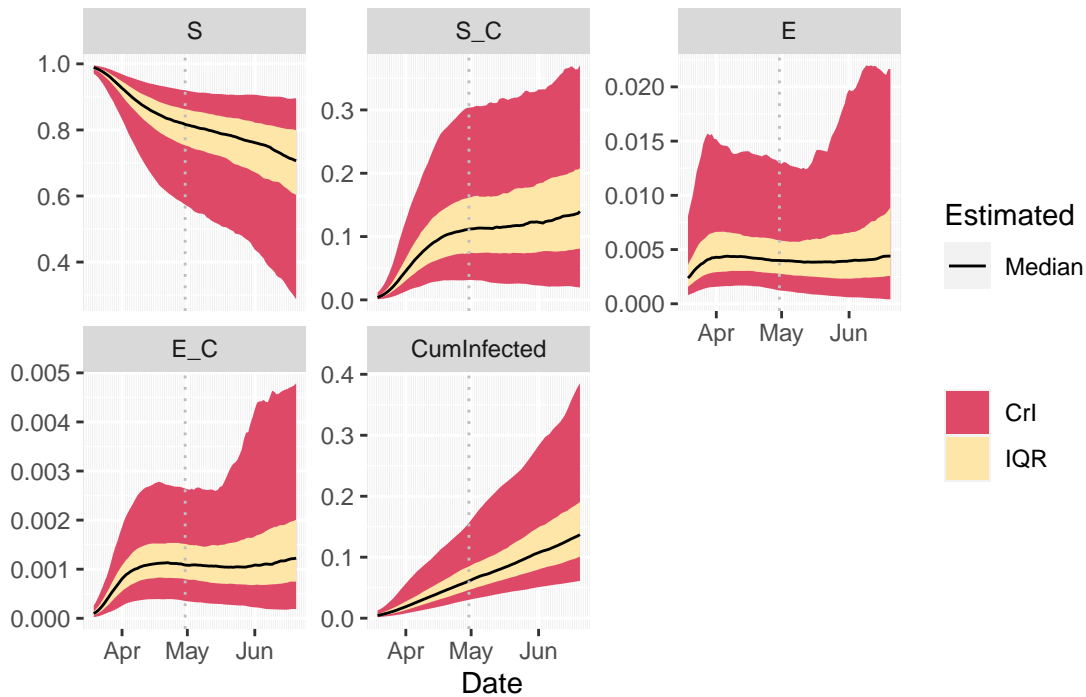 S
S_C
E
1.0
0.8
0.6
0.4
0.3
0.2
0.1
0.0
0.020
0.015
0.010
0.005
0.000
Apr May Jun
E_C
CumInfected
0.005
0.004
0.003
0.002
0.001
0.000
Apr May Jun
0.4
0.3
0.2
0.1
0.0
Apr May Jun
Date
Estimated
Median
CrI
IQR